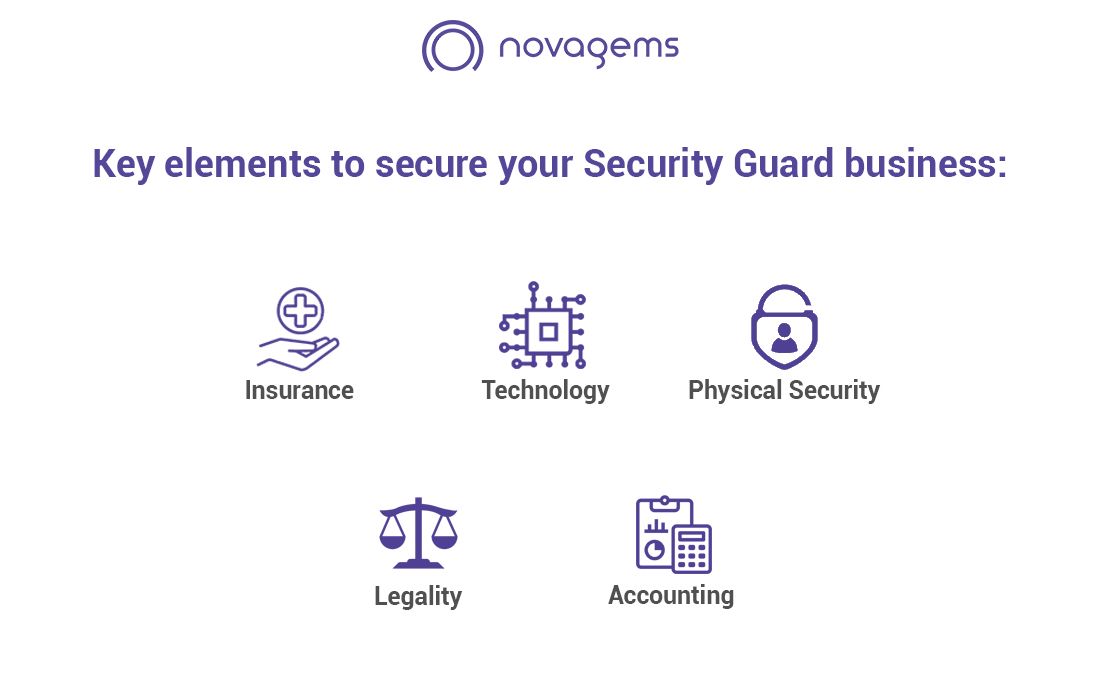 novagems
Key elements to secure your Security Guard business:
Insurance
Technology
Physical Security
Legality
Accounting